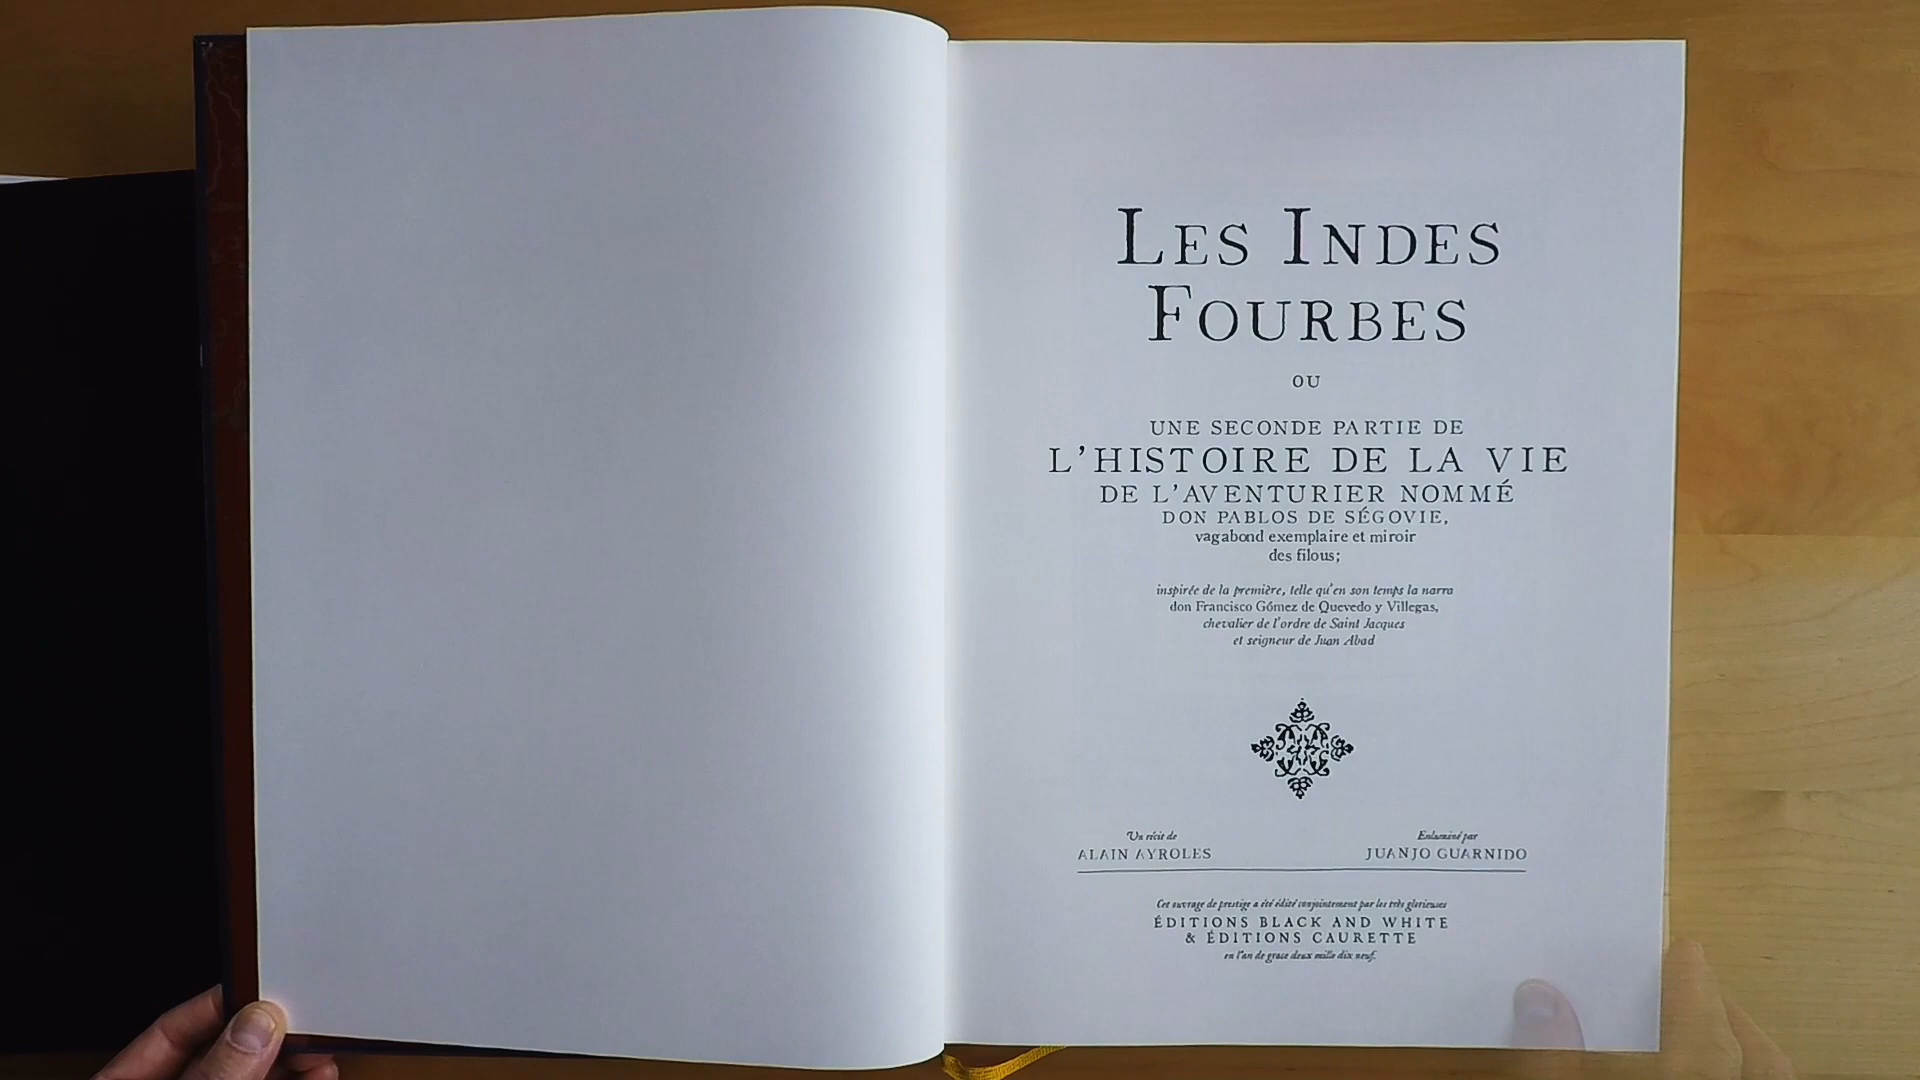 LES INDES
FOURBES
OU
UNE SECONDE PARTIE DE
L'HISTOIRE DE LA VIE
DE L'AVENTURIER NOMMÉ
DON PABLOS DE SÉGOVIE,
vagabond exemplaire et miroir
des filous;
inspirée de la première, telle qu'en son temps la narra
don Francisco Gómez de Quevedo y Villegas,
chevalier de l'ordre de Saint Jacques
et seigneur de Juan Abad
Un récit de
ALAIN AYROLES
Enluminé par
JUANJO GUARNIDO
Cet ouvrage de prestige a été édité conjointement par les très glorieuses
ÉDITIONS BLACK AND WHITE
& ÉDITIONS CAURETTE
en l'an de grace deux mille dix neuf.